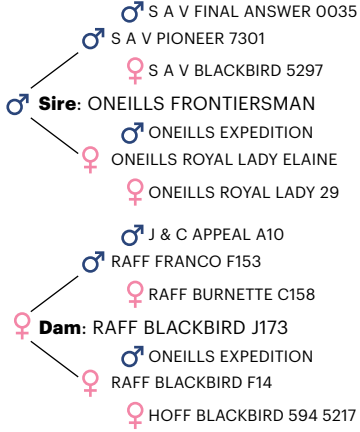 S A V FINAL ANSWER 0035
S A V PIONEER 7301
S A V BLACKBIRD 5297
Sire: ONEILLS FRONTIERSMAN
ONEILLS EXPEDITION
ONEILLS ROYAL LADY ELAINE
ONEILLS ROYAL LADY 29
J & C APPEAL A10
RAFF FRANCO F153
RAFF BURNETTE C158
Dam: RAFF BLACKBIRD J173
ONEILLS EXPEDITION
RAFF BLACKBIRD F14
HOFF BLACKBIRD 594 5217